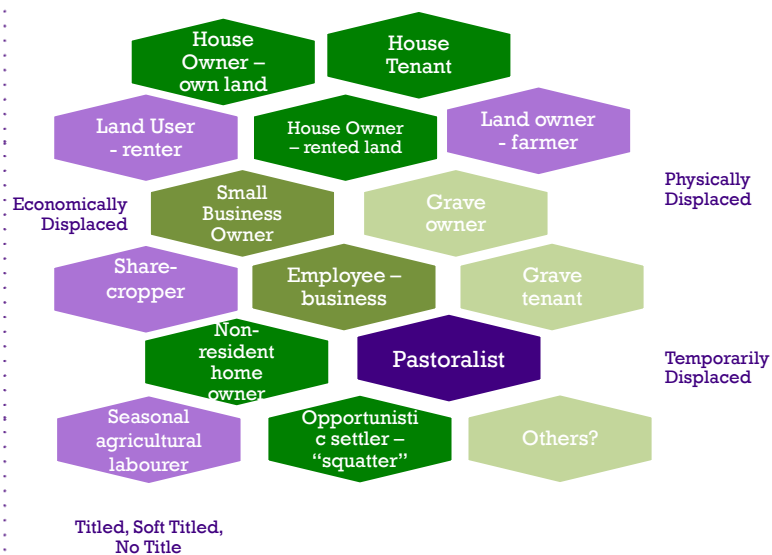 House
Owner –
own land
House
Tenant
Land User
- renter
House Owner
– rented land
Land owner
- farmer
Economically
Displaced
Small
Business
Owner
Grave
owner
Physically
Displaced
Share-
cropper
Employee –
business
Grave
tenant
Non-
resident
home
owner
Pastoralist
Temporarily
Displaced
Seasonal
agricultural
labourer
Opportunisti
c settler –
“squatter”
Others?
Titled, Soft Titled,
No Title